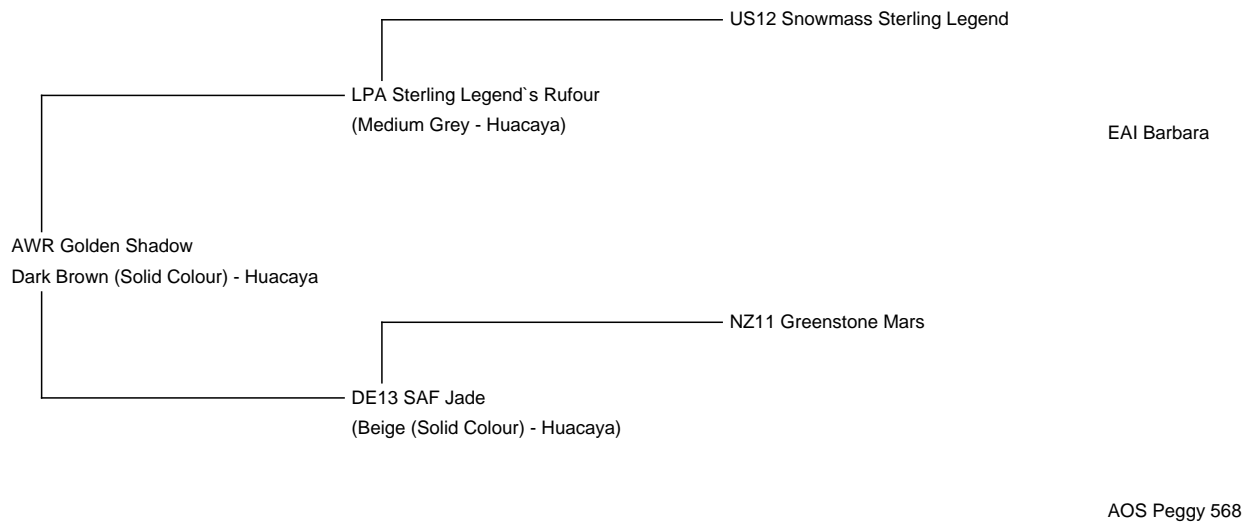 US12 Snowmass Sterling Legend
LPA Sterling Legend`s Rufour
(Medium Grey - Huacaya)
EAI Barbara
AWR Golden Shadow
Dark Brown (Solid Colour) - Huacaya
NZ11 Greenstone Mars
DE13 SAF Jade
(Beige (Solid Colour) - Huacaya)
AOS Peggy 568